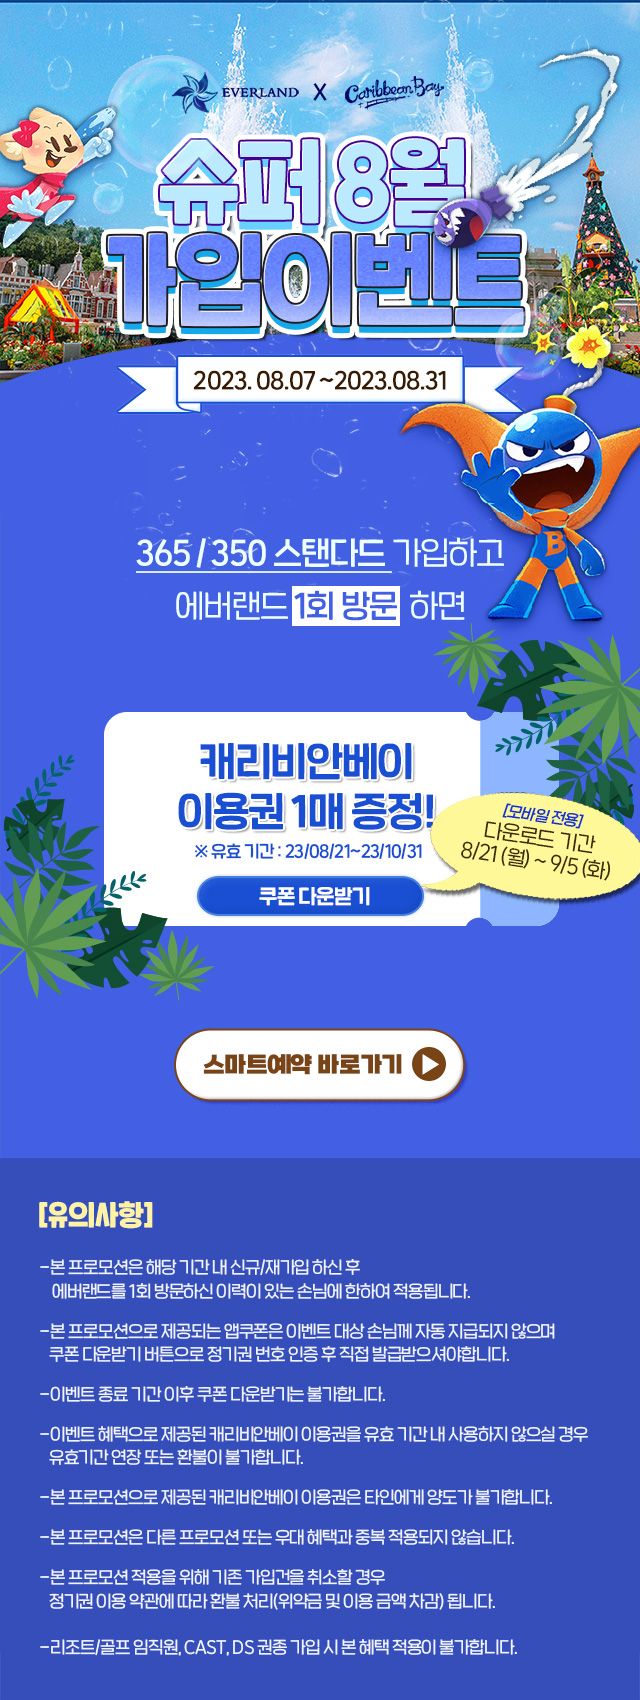 EVERLAND X Caribbean Bay
슈퍼 8월
가입이벤트
2023. 08.07 ~2023.08.31
365 / 350 스탠다드 가입하고
에버랜드 1회 방문 하면
B
캐리비안베이
이용권 1매 증정!
※ 유효 기간 : 23/08/21~23/10/31
쿠폰 다운받기
[모바일 전용]
다운로드 기간
8/21 (월) ~ 9/5 (화)
스마트예약 바로가기
[유의사항]
-본 프로모션은 해당 기간 내 신규/재가입 하신 후
에버랜드를 1회 방문하신 이력이 있는 손님에 한하여 적용됩니다.
-본 프로모션으로 제공되는 앱쿠폰은 이벤트 대상 손님께 자동 지급되지 않으며
쿠폰 다운받기 버튼으로 정기권 번호 인증 후 직접 발급받으셔야합니다.
-이벤트 종료 기간 이후 쿠폰 다운받기는 불가합니다.
-이벤트 혜택으로 제공된 캐리비안베이 이용권을 유효 기간 내 사용하지 않으실 경우
유효기간 연장 또는 환불이 불가합니다.
-본 프로모션으로 제공된 캐리비안베이 이용권은 타인에게 양도가 불가합니다.
-본 프로모션은 다른 프로모션 또는 우대 혜택과 중복 적용되지 않습니다.
-본 프로모션 적용을 위해 기존 가입건을 취소할 경우
정기권 이용 약관에 따라 환불 처리(위약금 및 이용 금액 차감) 됩니다.
-리조트/골프 임직원, CAST, DS 권종 가입 시 본 혜택 적용이 불가합니다.